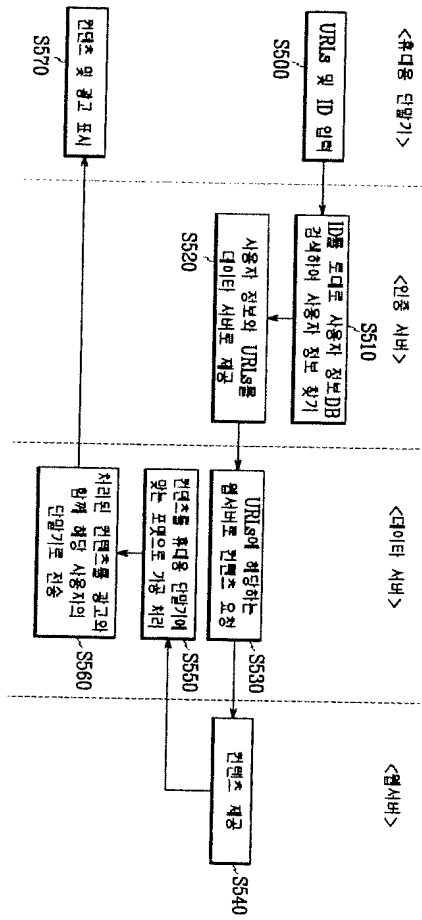 <휴대용 단말기>
<인증 서버>
<데이터 서버>
<웹서버>
URLs 및 ID 입력
S500
ID를 토대로 사용자 정보DB
검색하여 사용자 정보 찾기
S510
사용자 정보와 URLs를
데이터 서버로 제공
S520
URLs에 해당하는
웹서버로 컨텐츠 요청
S530
컨텐츠 제공
S540
컨텐츠를 휴대용 단말기에
맞는 포맷으로 가공 처리
S550
처리된 컨텐츠를 광고와
함께 해당 사용자의
단말기로 전송
S560
컨텐츠 및 광고 표시
S570